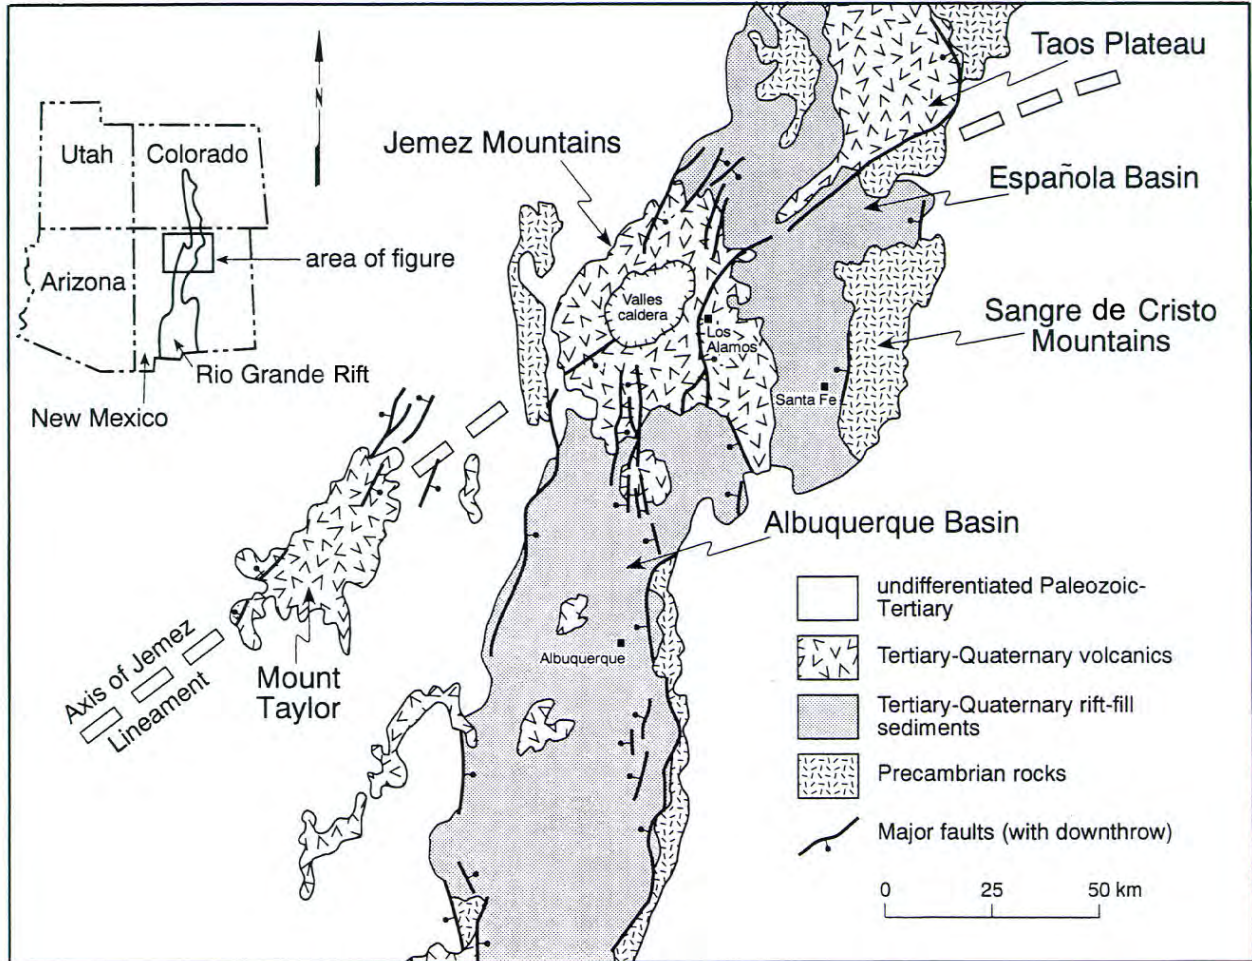 Taos Plateau
N
Jemez Mountains
Utah
Colorado
Española Basin
area of figure
Arizona
Valles
caldera
Los
Alamos
Sangre de Cristo
Mountains
Rio Grande Rift
Santa Fe
New Mexico
Albuquerque Basin
undifferentiated Paleozoic-
Tertiary
Albuquerque
Tertiary-Quaternary volcanics
Axis of Jemez
Lineament
Mount
Taylor
Tertiary-Quaternary rift-fill
sediments
Precambrian rocks
Major faults (with downthrow)
0 25 50 km